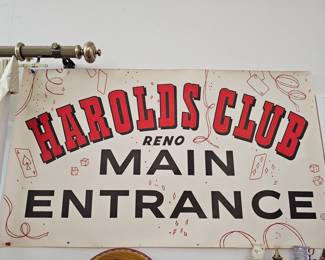 HAROLDS CLUB
RENO
MAIN
ENTRANCE